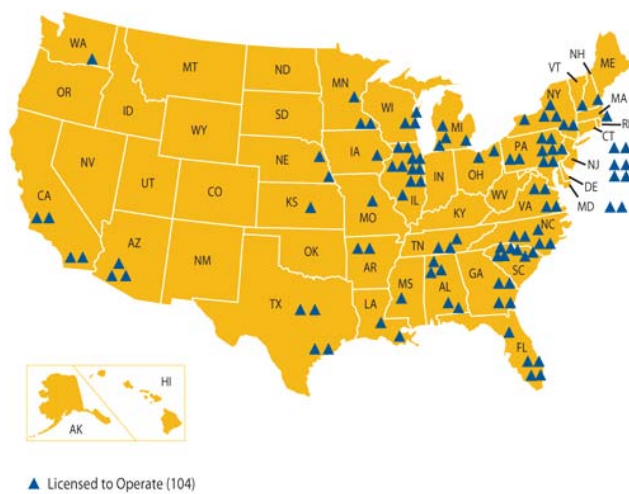 WA
MT
ND
MN
VT
NH
ME
OR
ID
SD
WI
MI
NY
MA
RI
CT
WY
IA
PA
NJ
NV
NE
IL
IN
OH
DE
MD
UT
CO
KS
MO
WV
VA
KY
CA
AZ
NM
OK
AR
TN
NC
SC
TX
LA
MS
AL
GA
FL
HI
AK
Licensed to Operate (104)